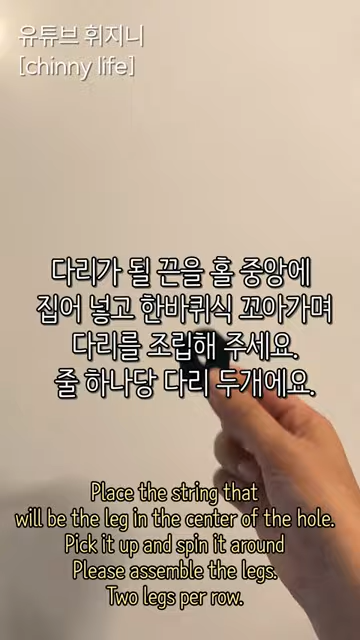 유튜브 휘지니
[chinny life]
다리가 될 끈을 홀 중앙에
집어 넣고 한바퀴식 꼬아가며
다리를 조립해 주세요.
줄 하나당 다리 두개에요.
Place the string that
will be the leg in the center of the hole.
Pick it up and spin it around
Please assemble the legs.
Two legs per row.